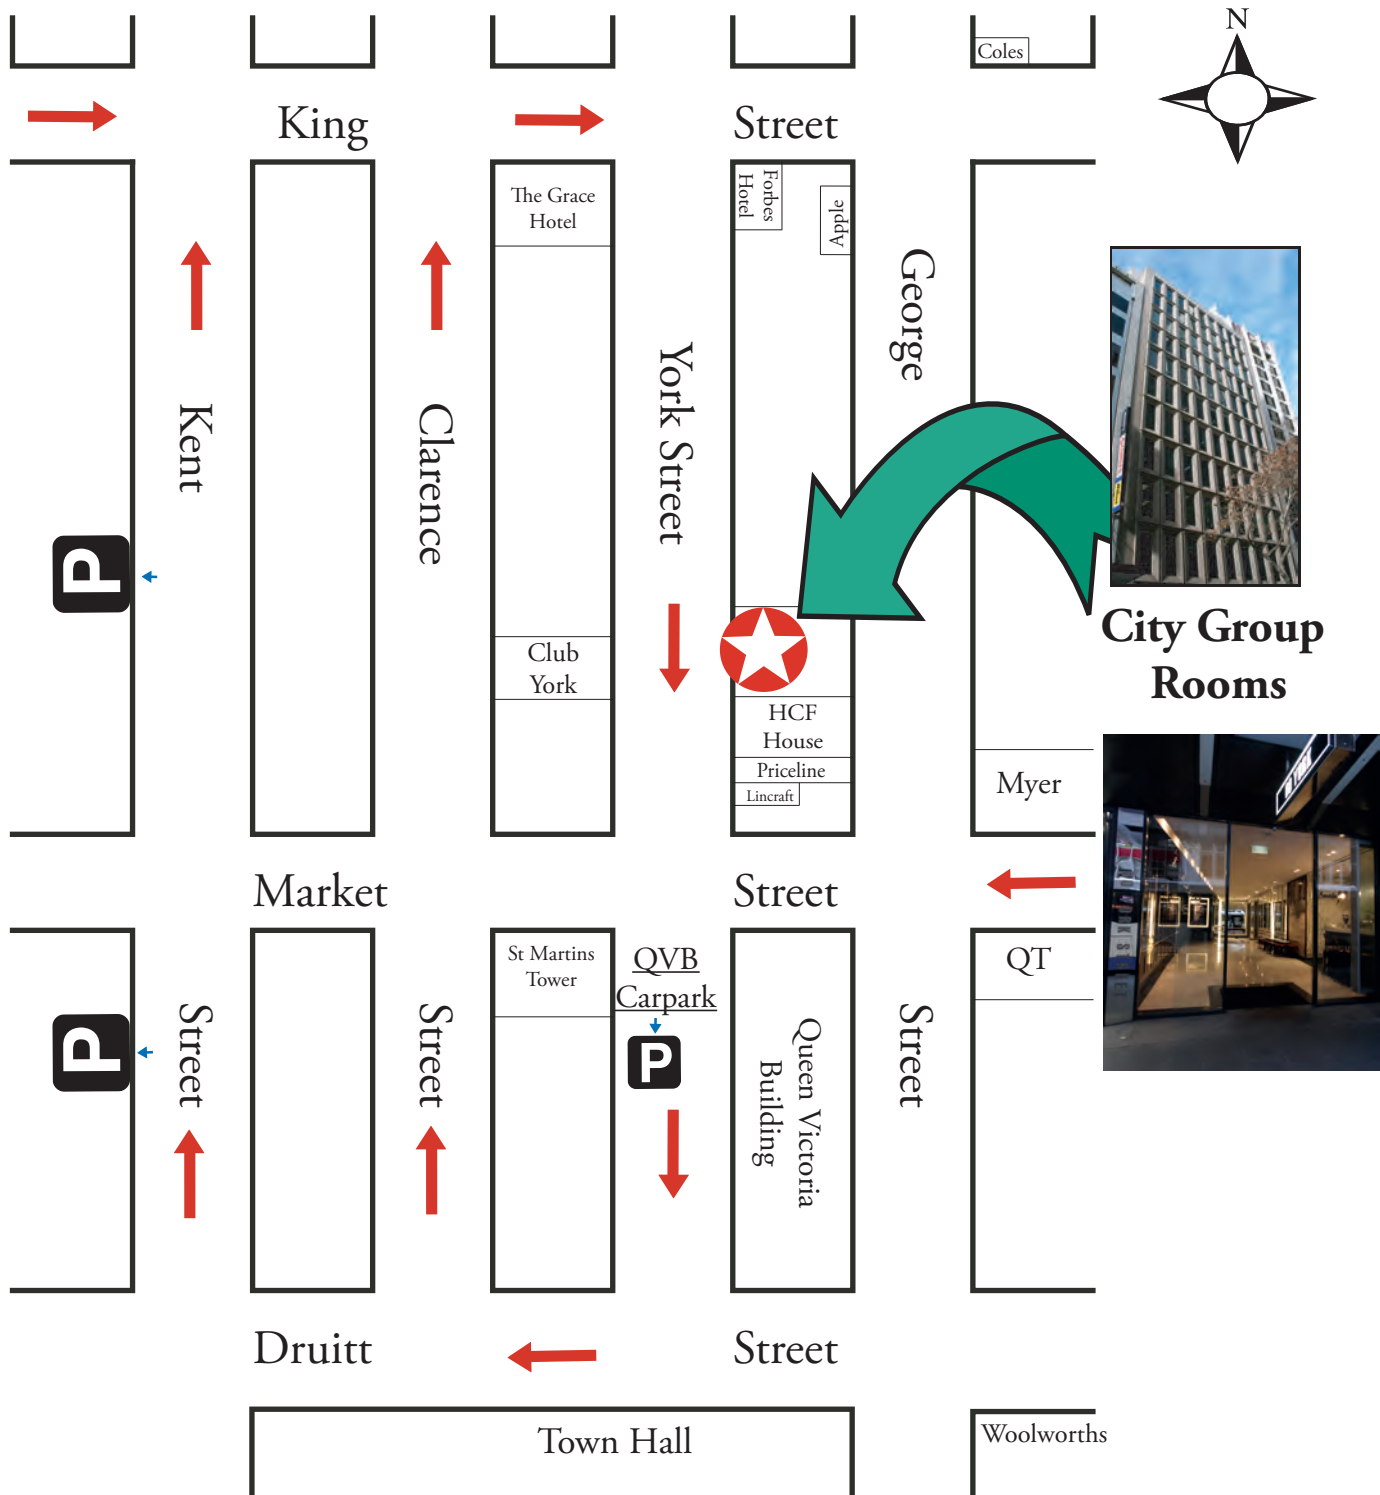 N
Coles
King Street
The Grace
Hotel
Forbes
Hotel
Apple
George
York Street
Kent
Clarence
P
City Group
Rooms
Club
York
HCF
House
Priceline
Lincraft
Myer
Market Street
St Martins
Tower
QVB
Carpark
QT
P
Street
Street
P
Queen Victoria
Building
Street
Druitt Street
Town Hall
Woolworths